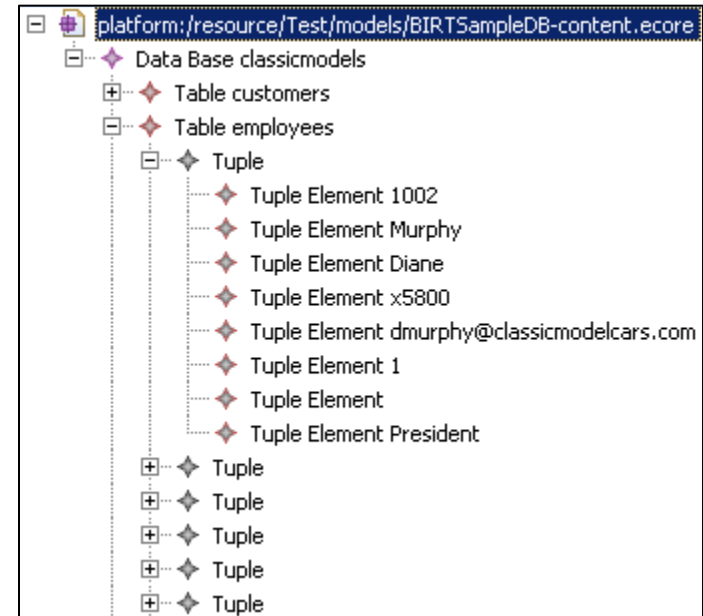 platform:/resource/Test/models/BIRTSampleDB-content.ecore
Data Base classicmodels
Table customers
Table employees
Tuple
Tuple Element 1002
Tuple Element Murphy
Tuple Element Diane
Tuple Element x5800
Tuple Element dmurphy@classicmodelcars.com
Tuple Element 1
Tuple Element
Tuple Element President
Tuple
Tuple
Tuple
Tuple
Tuple